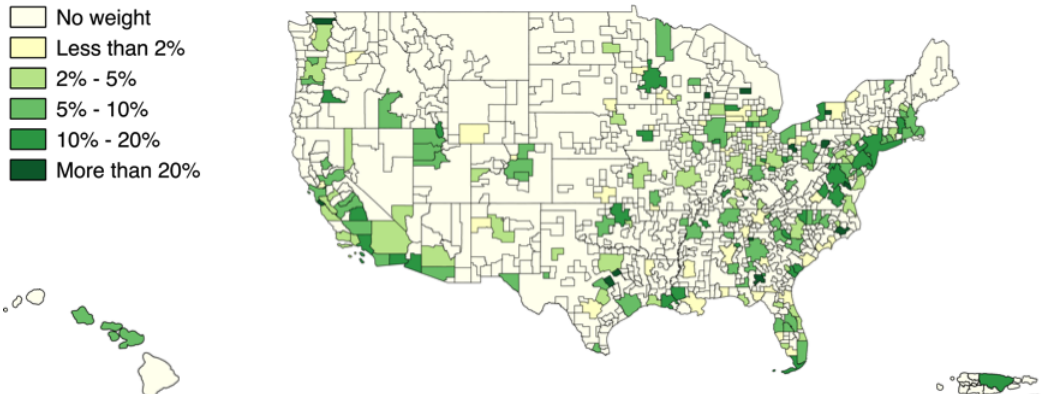 No weight
Less than 2%
2% - 5%
5% - 10%
10% - 20%
More than 20%